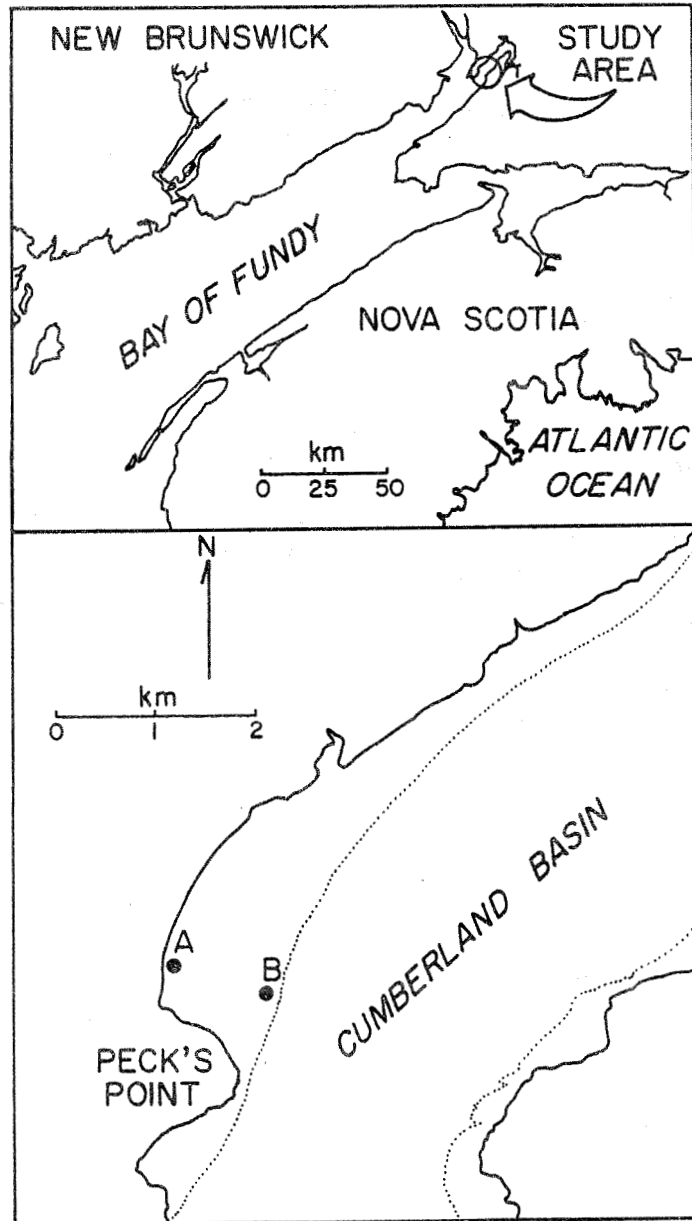 NEW BRUNSWICK
STUDY
AREA
BAY OF FUNDY
NOVA SCOTIA
km
0 25 50
ATLANTIC
OCEAN
N
km
0 1 2
CUMBERLAND BASIN
A
B
PECK'S
POINT